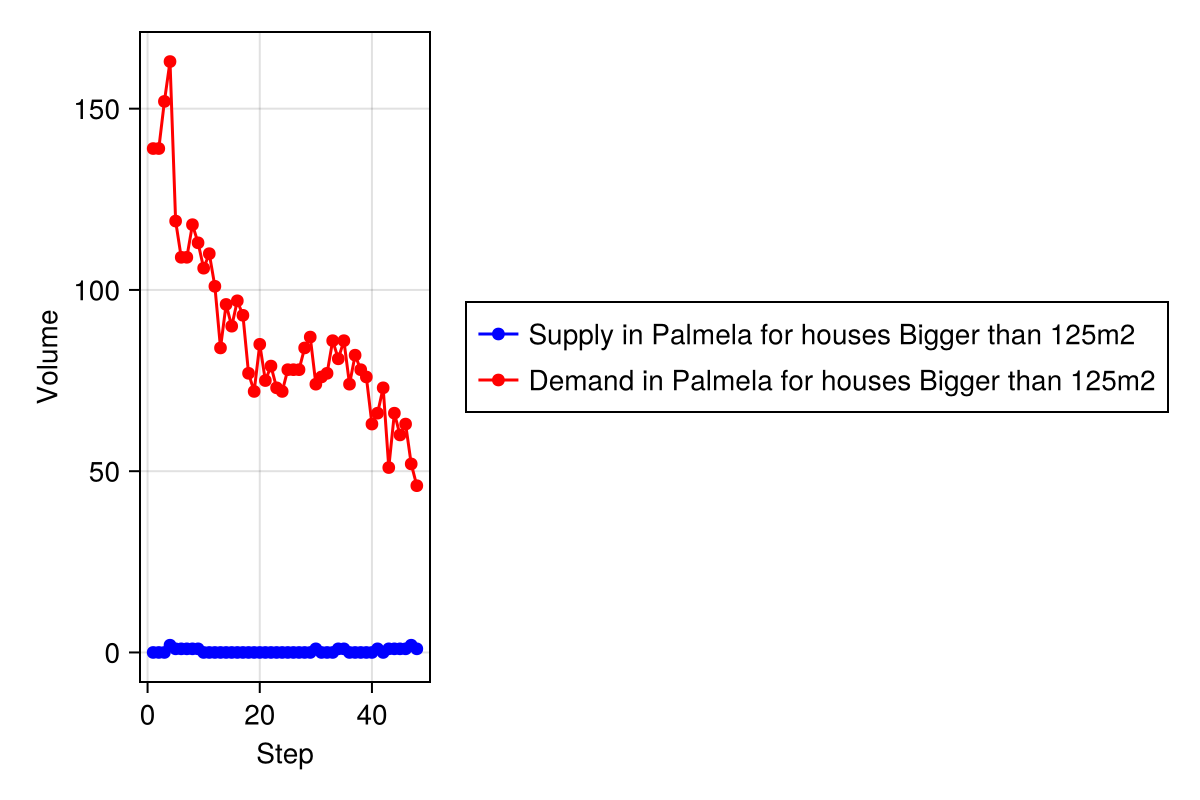 150
100
50
0
Volume
0 20 40
Step
Supply in Palmela for houses Bigger than 125m2
Demand in Palmela for houses Bigger than 125m2